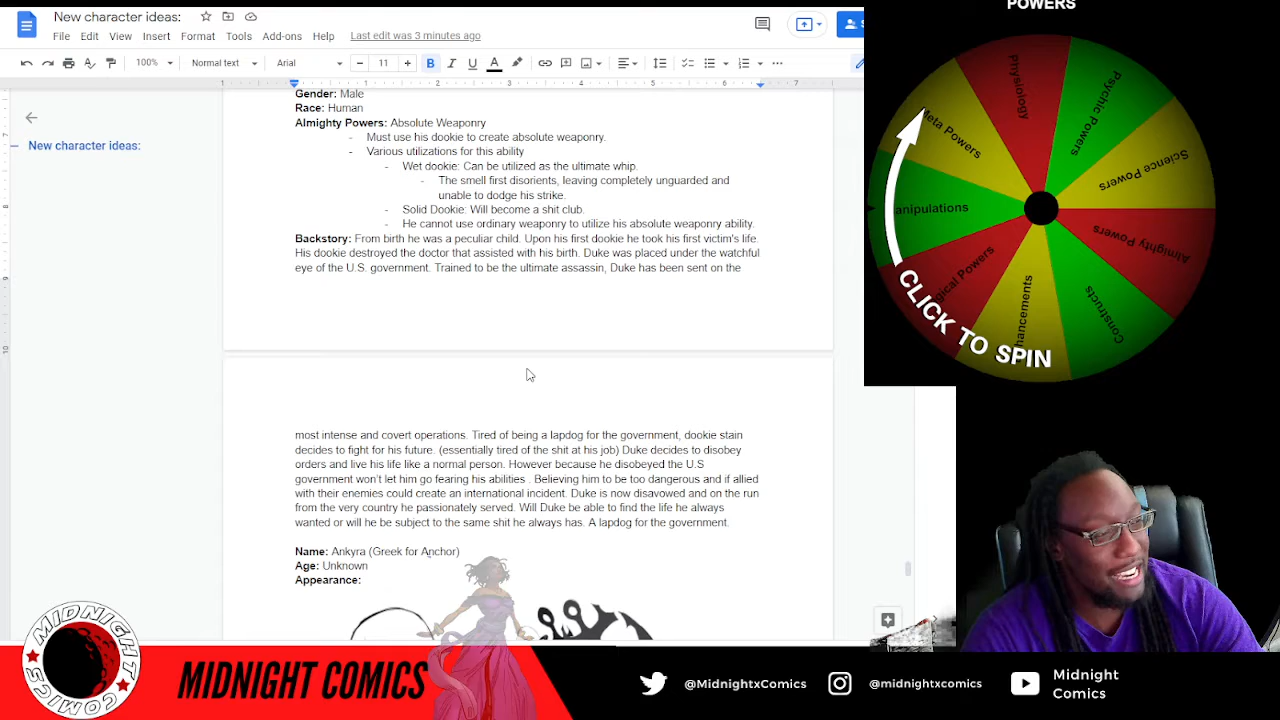 New character ideas:
File Edit View Insert Format Tools Add-ons Help Last edit was 3 minutes ago
100% Normal text Arial 11
New character ideas:
Gender: Male
Race: Human
Almighty Powers: Absolute Weaponry
- Must use his dookie to create absolute weaponry.
- Various utilizations for this ability
- Wet dookie: Can be utilized as the ultimate whip.
- The smell first disorients, leaving completely unguarded and
unable to dodge his strike.
- Solid Dookie: Will become a shit club.
- He cannot use ordinary weaponry to utilize his absolute weaponry ability.
Backstory: From birth he was a peculiar child. Upon his first dookie he took his first victim's life.
His dookie destroyed the doctor that assisted with his birth. Duke was placed under the watchful
eye of the U.S. government. Trained to be the ultimate assassin, Duke has been sent on the
most intense and covert operations. Tired of being a lapdog for the government, dookie stain
decides to fight for his future. (essentially tired of the shit at his job) Duke decides to disobey
orders and live his life like a normal person. However because he disobeyed the U.S
government won't let him go fearing his abilities . Believing him to be too dangerous and if allied
with their enemies could create an international incident. Duke is now disavowed and on the run
from the very country he passionately served. Will Duke be able to find the life he always
wanted or will he be subject to the same shit he always has. A lapdog for the government.
Name: Ankyra (Greek for Anchor)
Age: Unknown
Appearance:
POWERS
Physiology
Psychic Powers
Science Powers
Almighty Powers
Constructs
hancements
gical Powers
anipulations
Meta Powers
CLICK TO SPIN
MIDNIGHT
COMICS
MIDNIGHT COMICS
@MidnightxComics
@midnightxcomics
Midnight
Comics